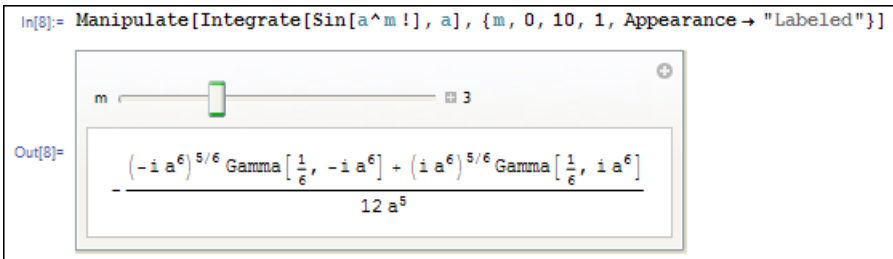 In[8]:= Manipulate[Integrate[Sin[a^m!], a], {m, 0, 10, 1, Appearance → "Labeled"}]
m 3
Out[8]=
-((-i a^6)^5/6 Gamma[1/6, -i a^6] + (i a^6)^5/6 Gamma[1/6, i a^6])
12 a^5